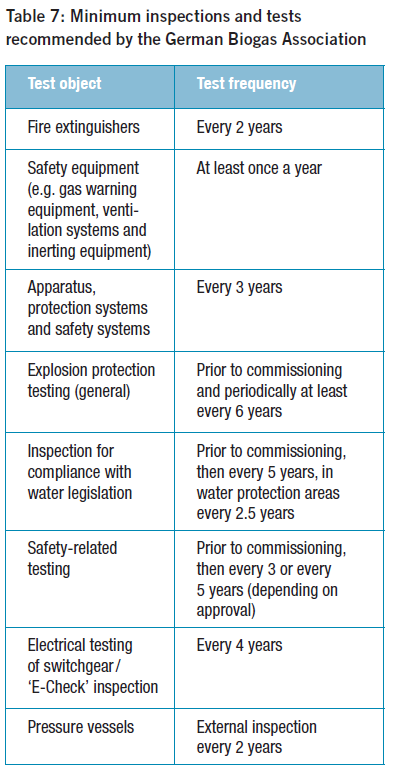 Table 7: Minimum inspections and tests
recommended by the German Biogas Association
Test object
Test frequency
Fire extinguishers
Every 2 years
Safety equipment
(e.g. gas warning
equipment, venti-
lation systems and
inerting equipment)
At least once a year
Apparatus,
protection systems
and safety systems
Every 3 years
Explosion protection
testing (general)
Prior to commissioning
and periodically at least
every 6 years
Inspection for
compliance with
water legislation
Prior to commissioning,
then every 5 years, in
water protection areas
every 2.5 years
Safety-related
testing
Prior to commissioning,
then every 3 or every
5 years (depending on
approval)
Electrical testing
of switchgear/
‘E-Check’ inspection
Every 4 years
Pressure vessels
External inspection
every 2 years